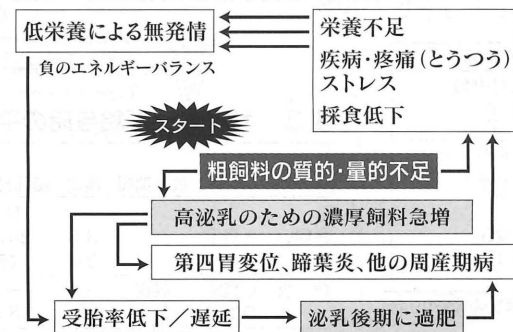 低栄養による無発情
負のエネルギーバランス
栄養不足
疾病・疼痛（とうつう）
ストレス
採食低下
スタート
粗飼料の質的・量的不足
高泌乳のための濃厚飼料急増
第四胃変位、蹄葉炎、他の周産期病
受胎率低下／遅延
泌乳後期に過肥